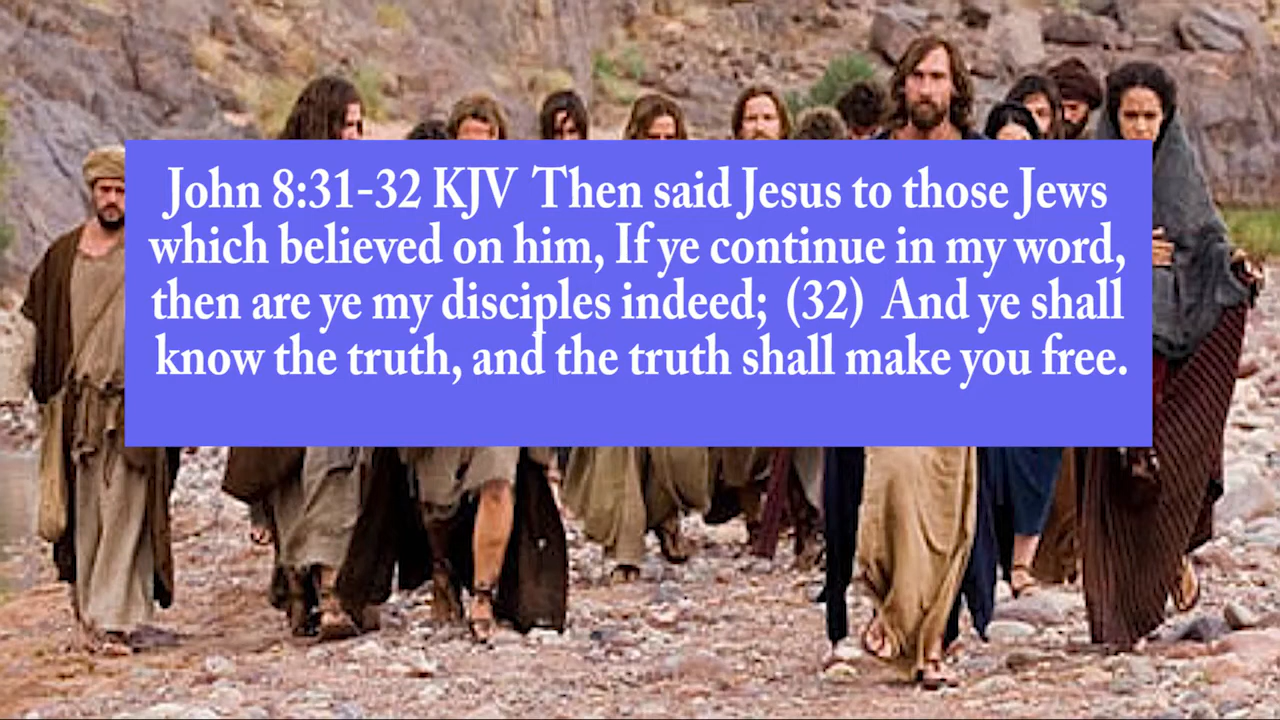 John 8:31-32 KJV Then said Jesus to those Jews
which believed on him, If ye continue in my word,
then are ye my disciples indeed; (32) And ye shall
know the truth, and the truth shall make you free.